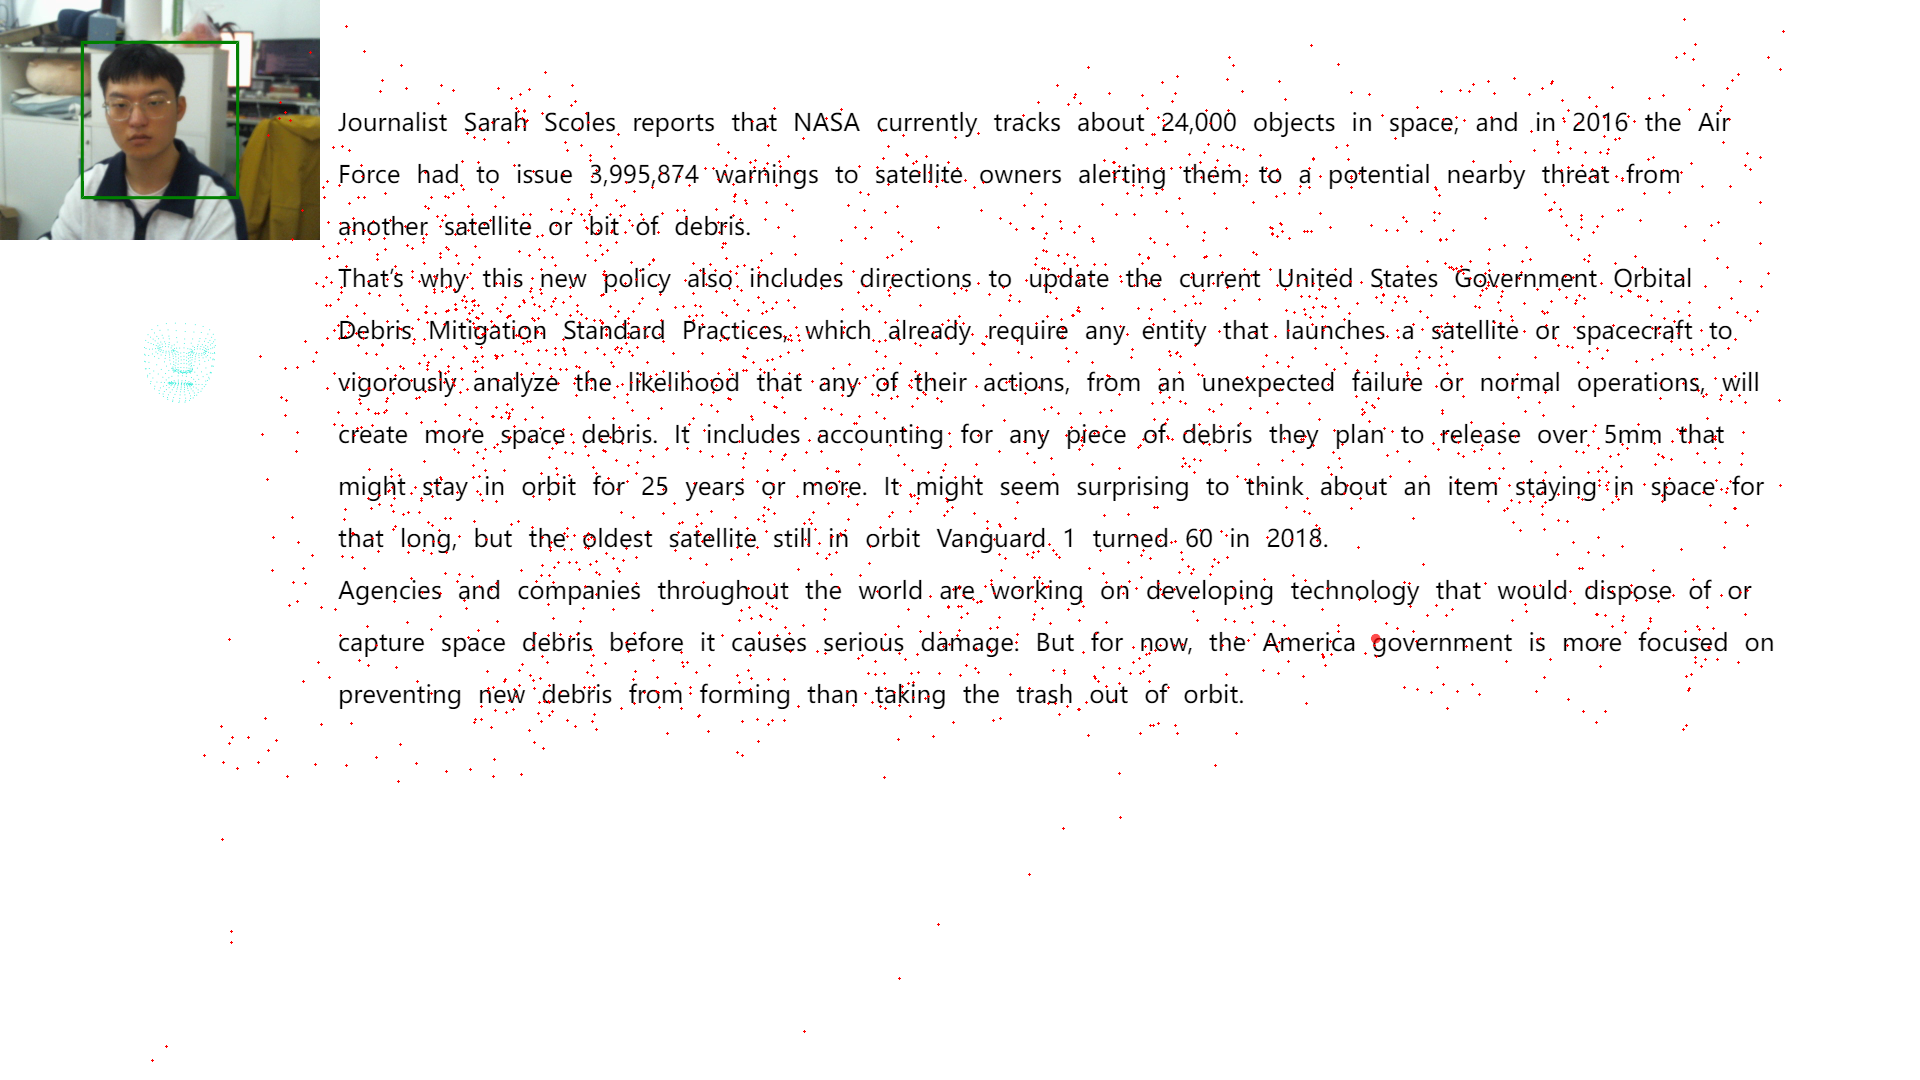 Journalist Sarah Scoles reports that NASA currently tracks about 24,000 objects in space, and in 2016 the Air
Force had to issue 3,995,874 warnings to satellite owners alerting them to a potential nearby threat from
another satellite or bit of debris.
That's why this new policy also includes directions to update the current United States Government Orbital
Debris Mitigation Standard Practices, which already require any entity that launches a satellite or spacecraft to
vigorously analyze the likelihood that any of their actions, from an unexpected failure or normal operations, will
create more space debris. It includes accounting for any piece of debris they plan to release over 5mm that
might stay in orbit for 25 years or more. It might seem surprising to think about an item staying in space for
that long, but the oldest satellite still in orbit Vanguard 1 turned 60 in 2018.
Agencies and companies throughout the world are working on developing technology that would dispose of or
capture space debris before it causes serious damage. But for now, the America government is more focused on
preventing new debris from forming than taking the trash out of orbit.